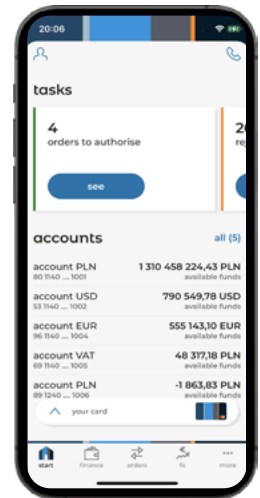 20:06
tasks
4
orders to authorise
see
2
re
accounts
all (5)
account PLN
1 310 458 224,43 PLN
80 1140 .... 1001
available funds
account USD
790 549,78 USD
53 1140 .... 1002
available funds
account EUR
555 143,10 EUR
96 1140 .... 1004
available funds
account VAT
48 317,18 PLN
69 1140 .... 1005
available funds
account PLN
-1 863,83 PLN
89 1240 .... 1006
available funds
your card
start
finance
orders
fx
more